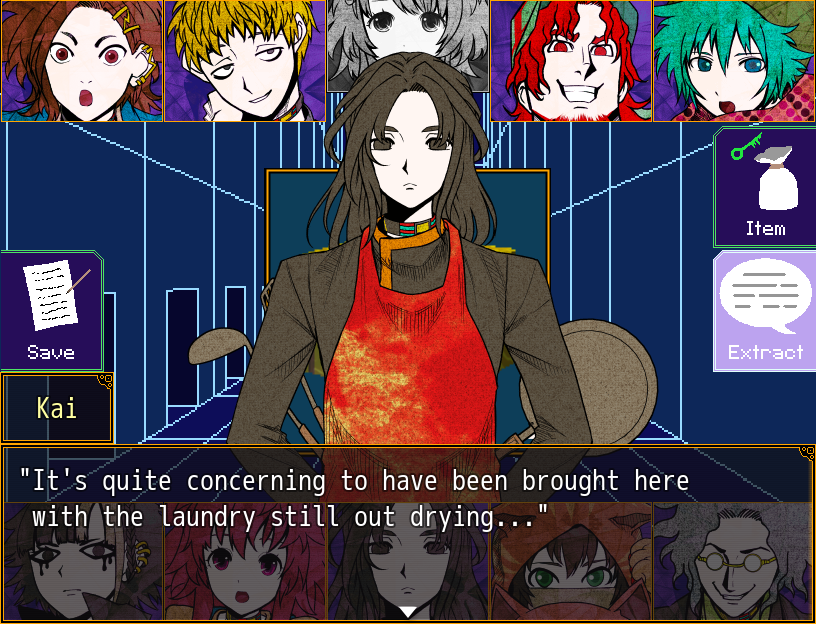 Item
Save
Extract
Kai
"It's quite concerning to have been brought here
with the laundry still out drying..."